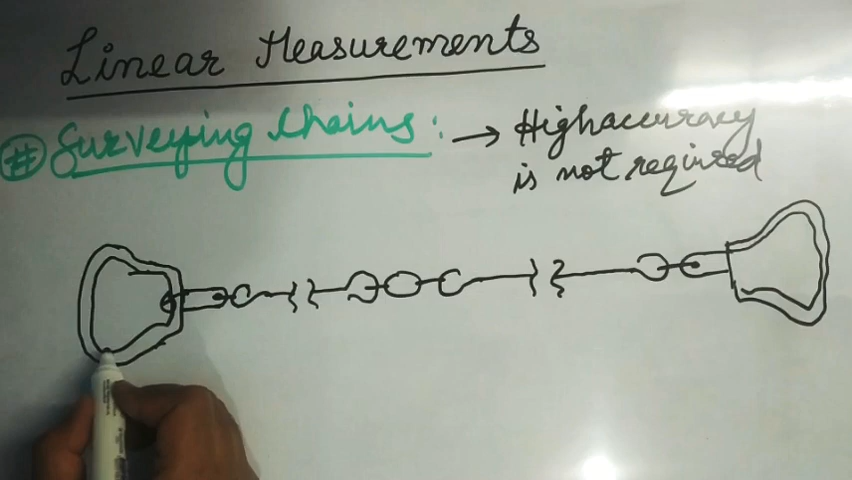 Linear Measurements
# Surveying Chains : → High accuracy
is not required